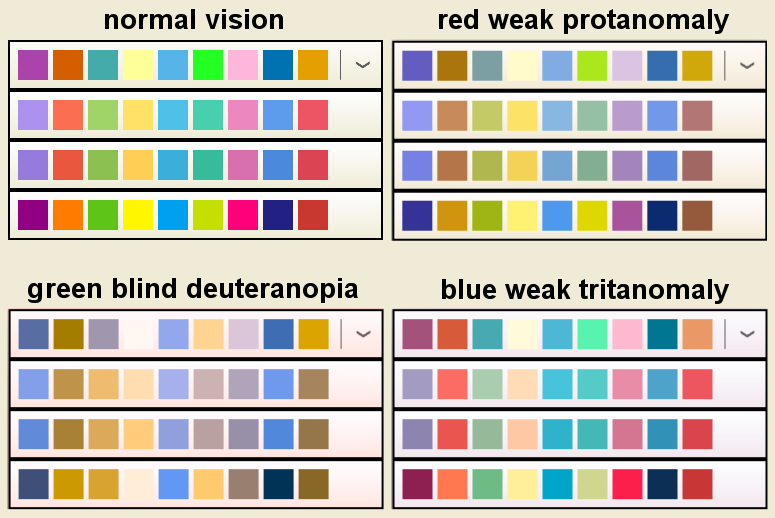 normal vision
red weak protanomaly
green blind deuteranopia
blue weak tritanomaly